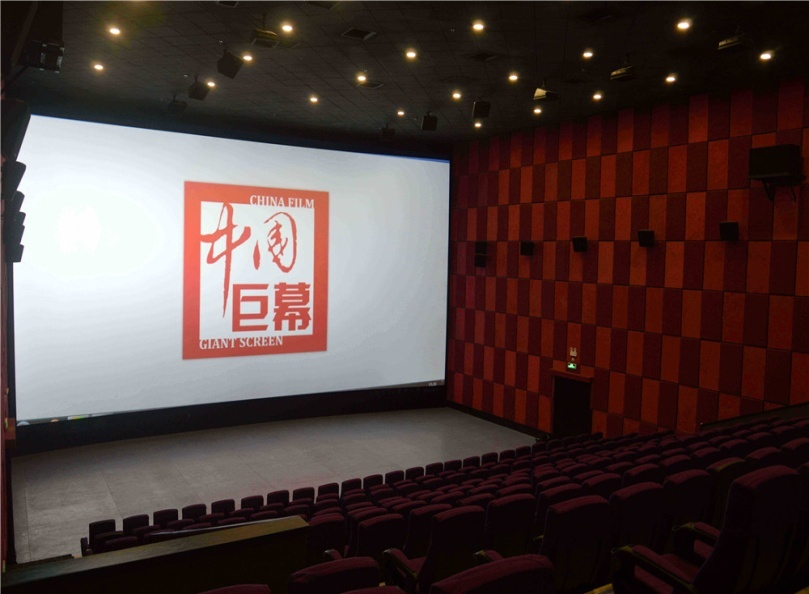 CHINA FILM
中国
巨幕
GIANT SCREEN